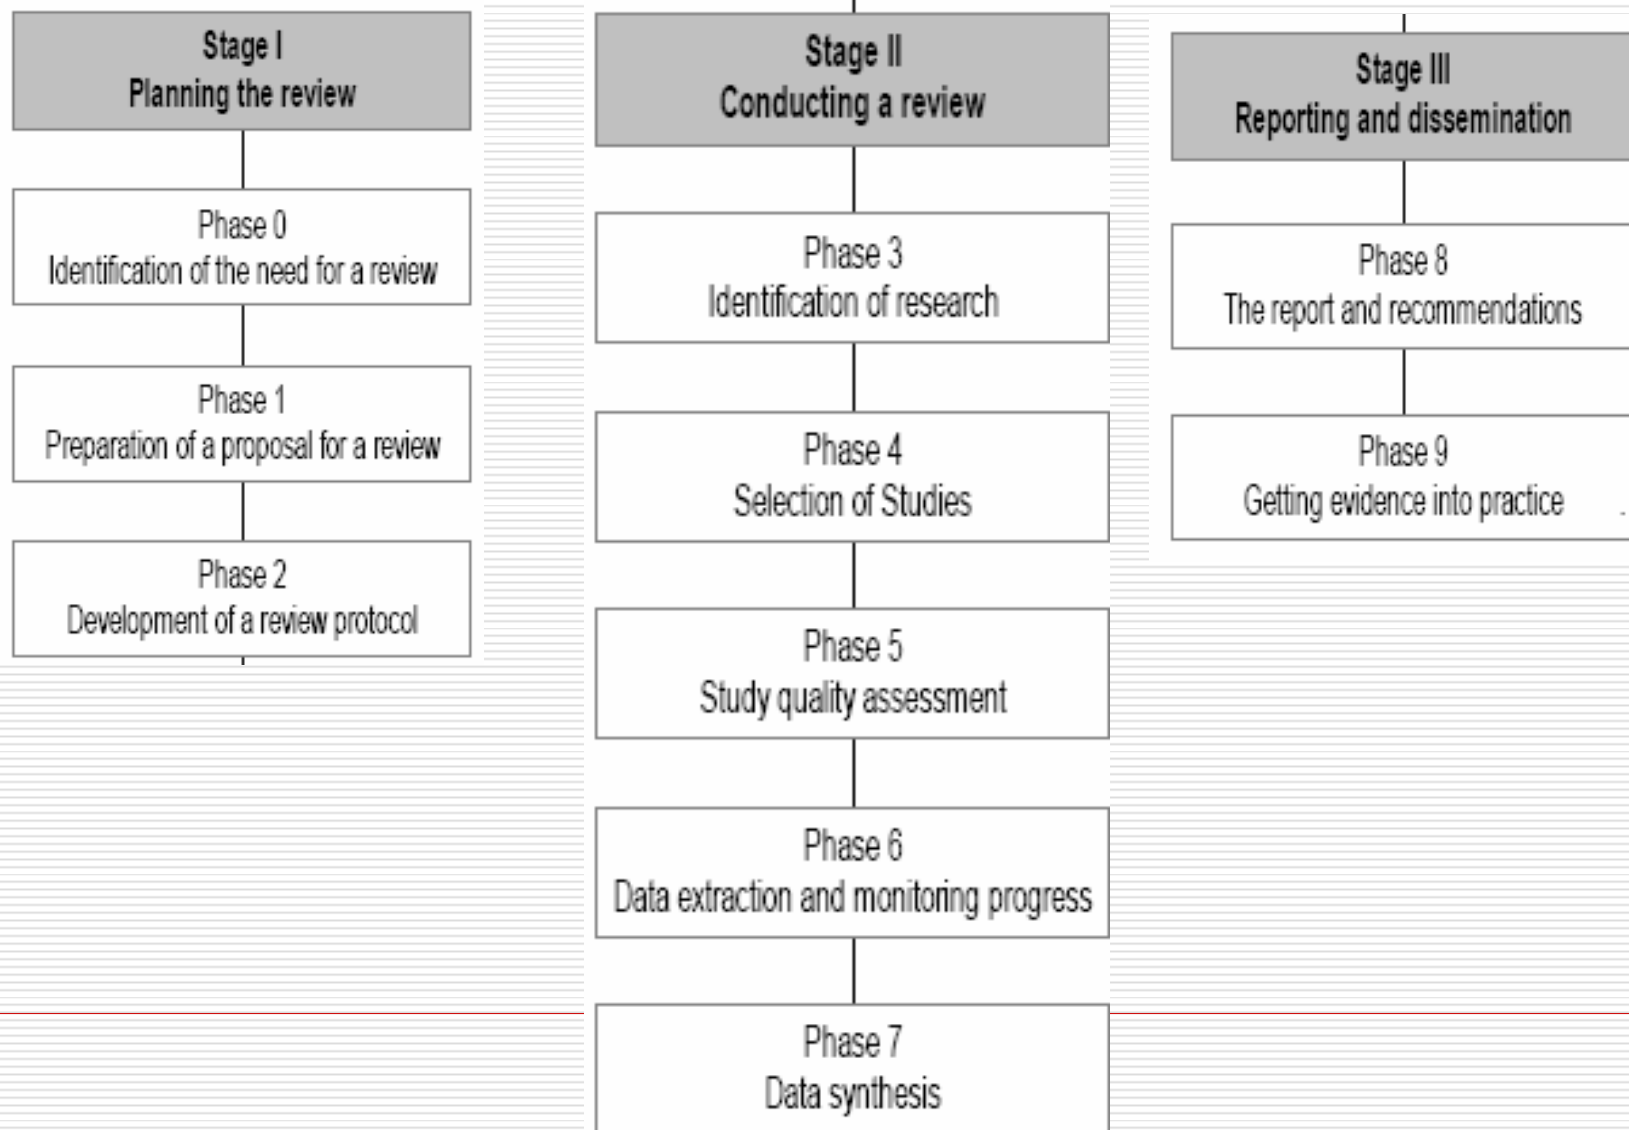 Stage I
Planning the review
Phase 0
Identification of the need for a review
Phase 1
Preparation of a proposal for a review
Phase 2
Development of a review protocol
Stage II
Conducting a review
Phase 3
Identification of research
Phase 4
Selection of Studies
Phase 5
Study quality assessment
Phase 6
Data extraction and monitoring progress
Phase 7
Data synthesis
Stage III
Reporting and dissemination
Phase 8
The report and recommendations
Phase 9
Getting evidence into practice